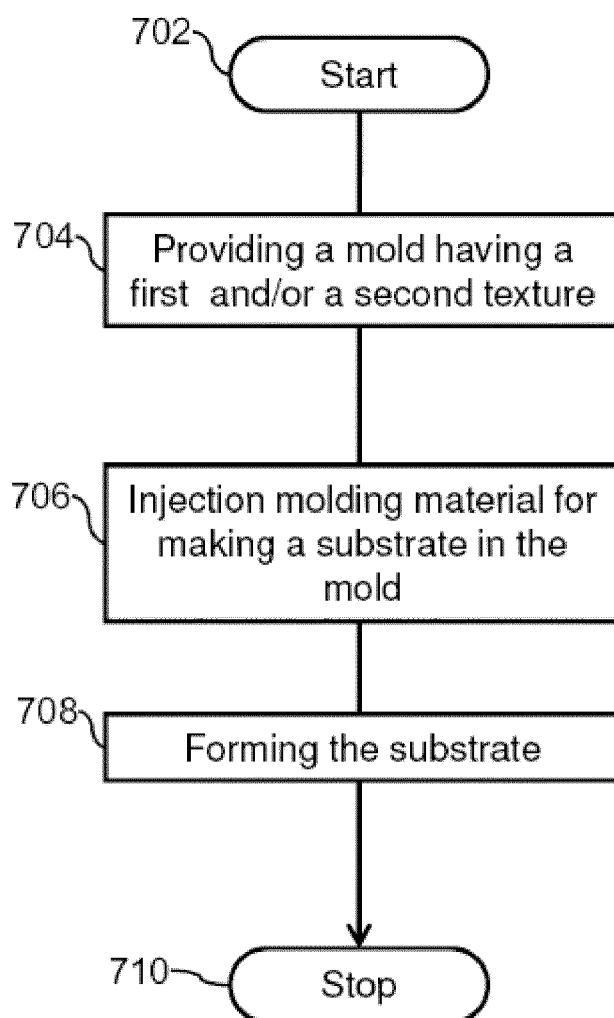 702
Start
704
Providing a mold having a
first and/or a second texture
706
Injection molding material for
making a substrate in the
mold
708
Forming the substrate
710
Stop